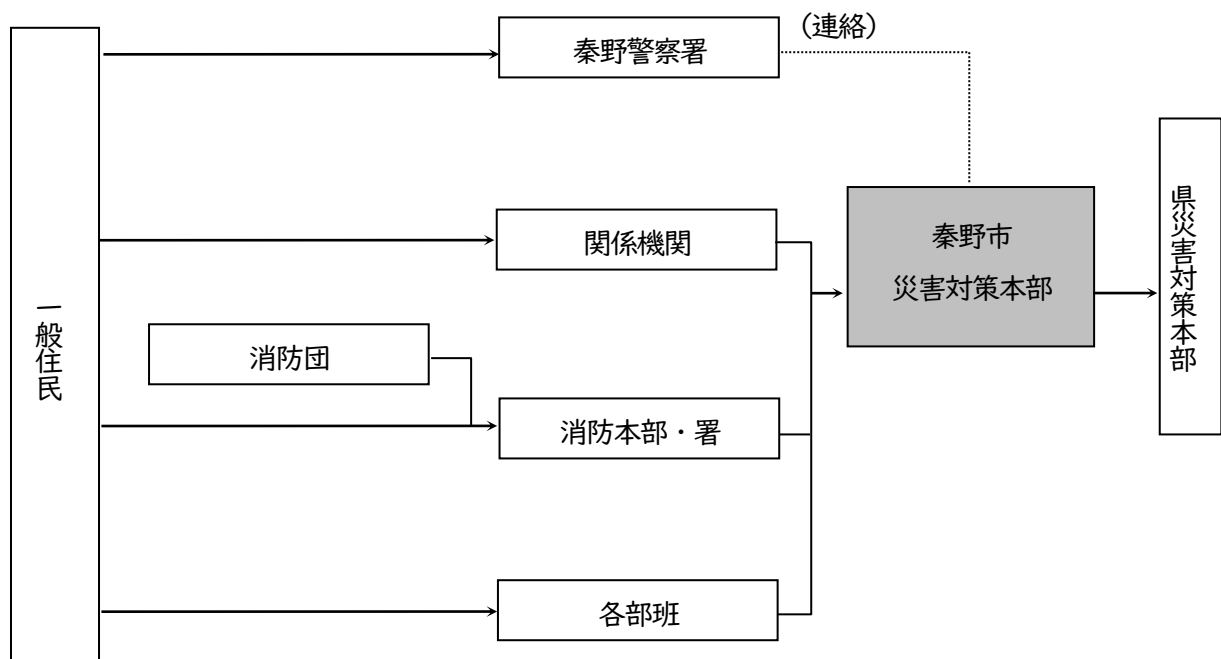 一般住民
秦野警察署
（連絡）
関係機関
消防団
消防本部・署
各部班
秦野市
災害対策本部
県災害対策本部